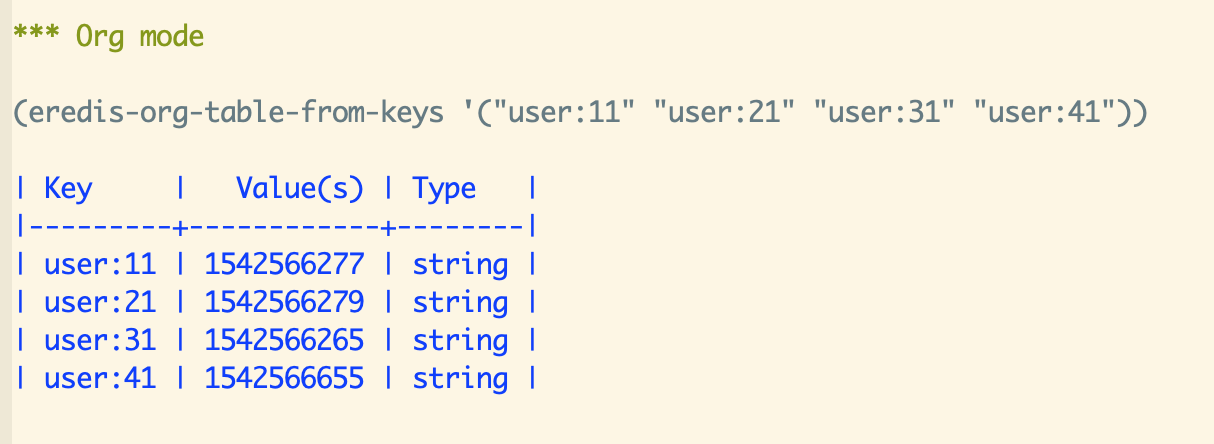 *** Org mode
(eredis-org-table-from-keys '("user:11" "user:21" "user:31" "user:41"))
| Key     |   Value(s) | Type   |
|---------+------------+--------|
| user:11 | 1542566277 | string |
| user:21 | 1542566279 | string |
| user:31 | 1542566265 | string |
| user:41 | 1542566655 | string |